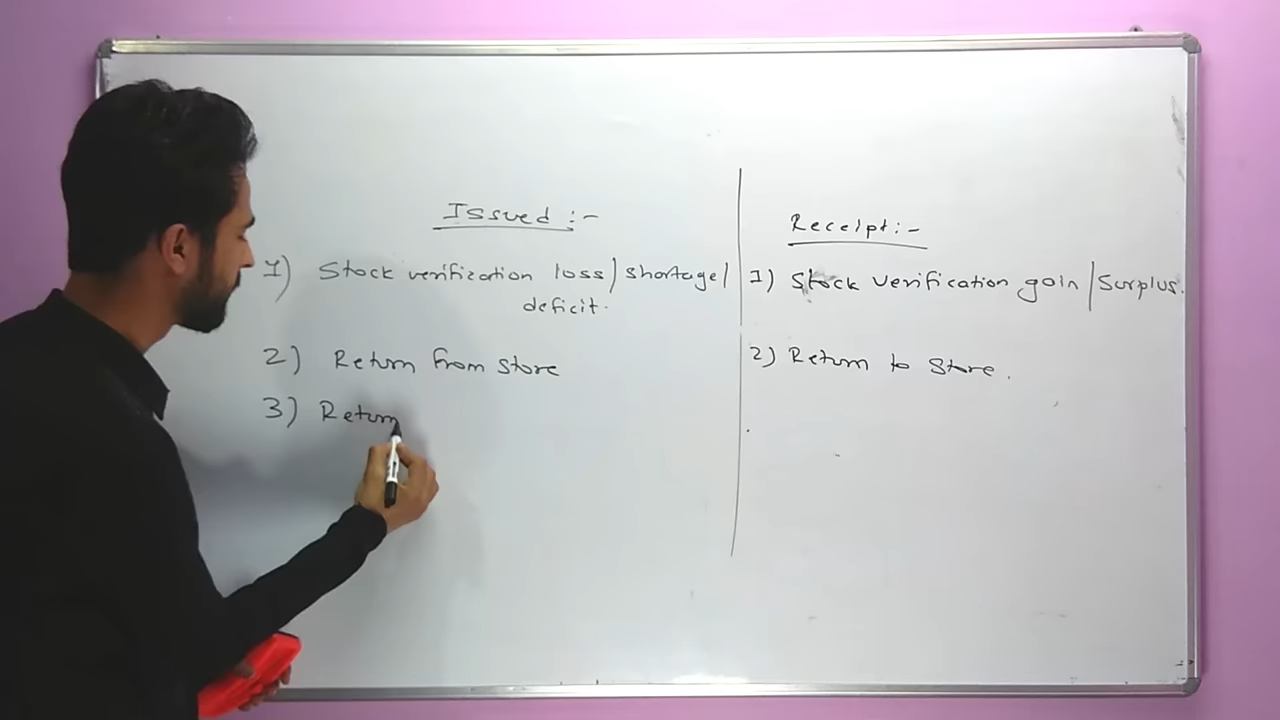 Issued :-
1) Stock verification loss/shortage/
deficit.
2) Return from store
3) Return
Receipt:-
1) Stock verification gain/Surplus.
2) Return to Store.